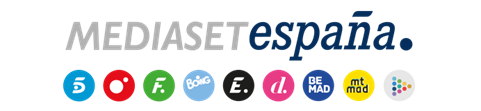 MEDIASETespaña.
5 F. BOING É. d. BE MAD mt mad